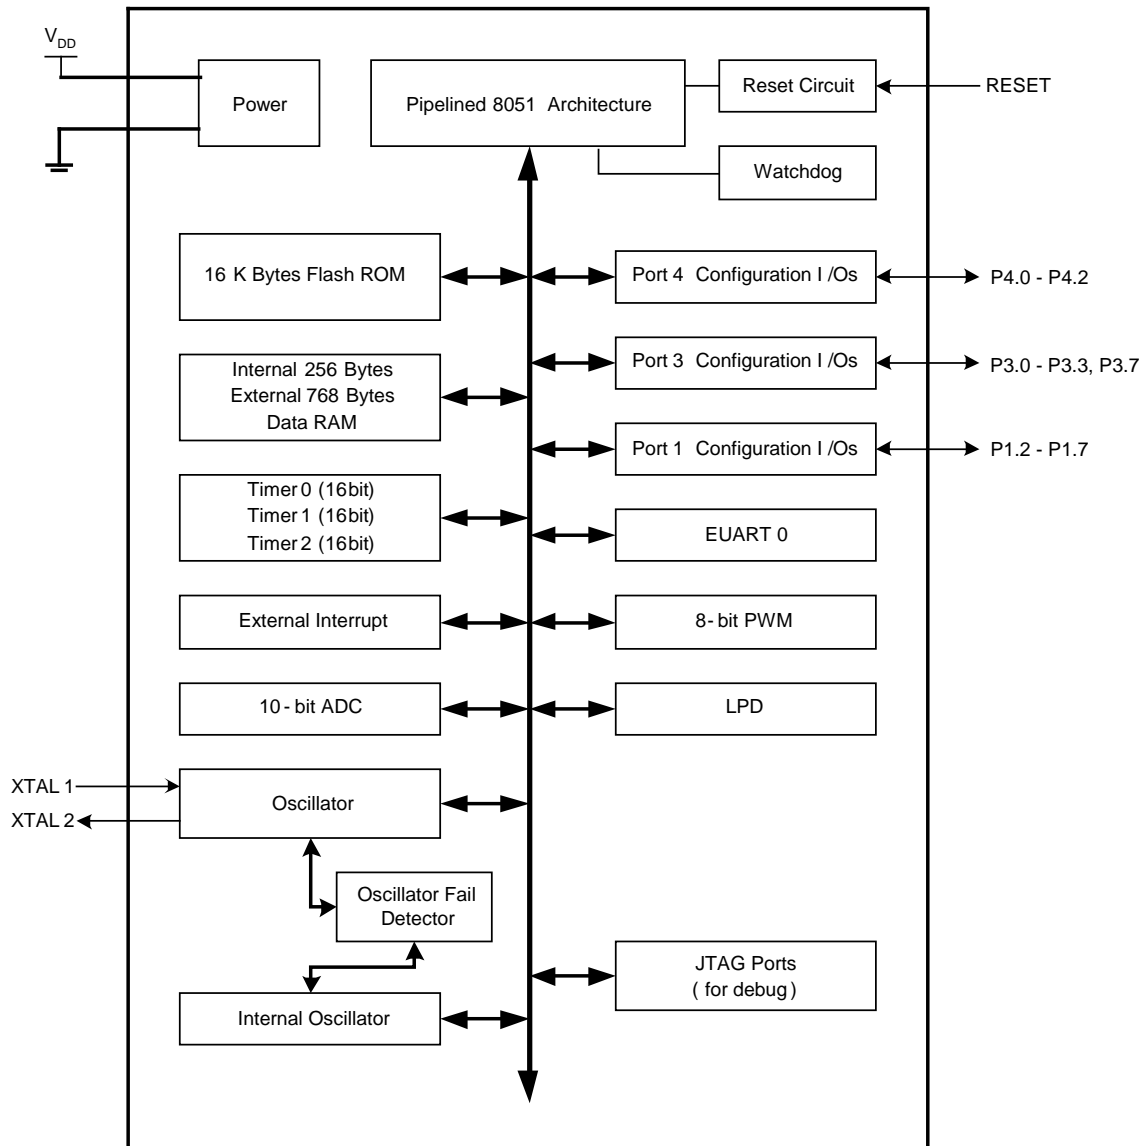 VDD
Power
Pipelined 8051 Architecture
Reset Circuit
RESET
Watchdog
16 K Bytes Flash ROM
Port 4 Configuration I /Os
P4.0 - P4.2
Internal 256 Bytes
External 768 Bytes
Data RAM
Port 3 Configuration I /Os
P3.0 - P3.3, P3.7
Port 1 Configuration I /Os
P1.2 - P1.7
Timer 0 (16bit)
Timer 1 (16bit)
Timer 2 (16bit)
EUART 0
External Interrupt
8-bit PWM
10-bit ADC
LPD
XTAL 1
XTAL 2
Oscillator
Oscillator Fail
Detector
JTAG Ports
( for debug )
Internal Oscillator